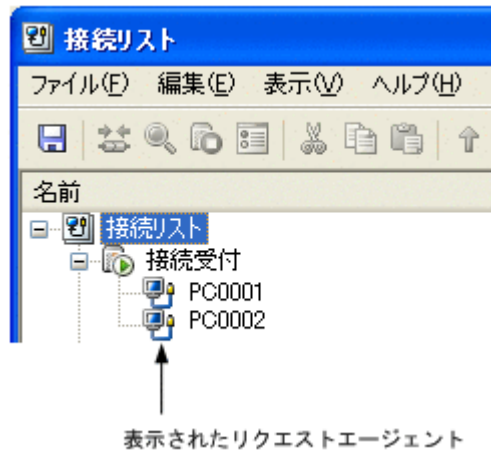 接続リスト
ファイル(F) 編集(E) 表示(V) ヘルプ(H)
名前
接続リスト
接続受付
PC0001
PC0002
表示されたリクエストエージェント